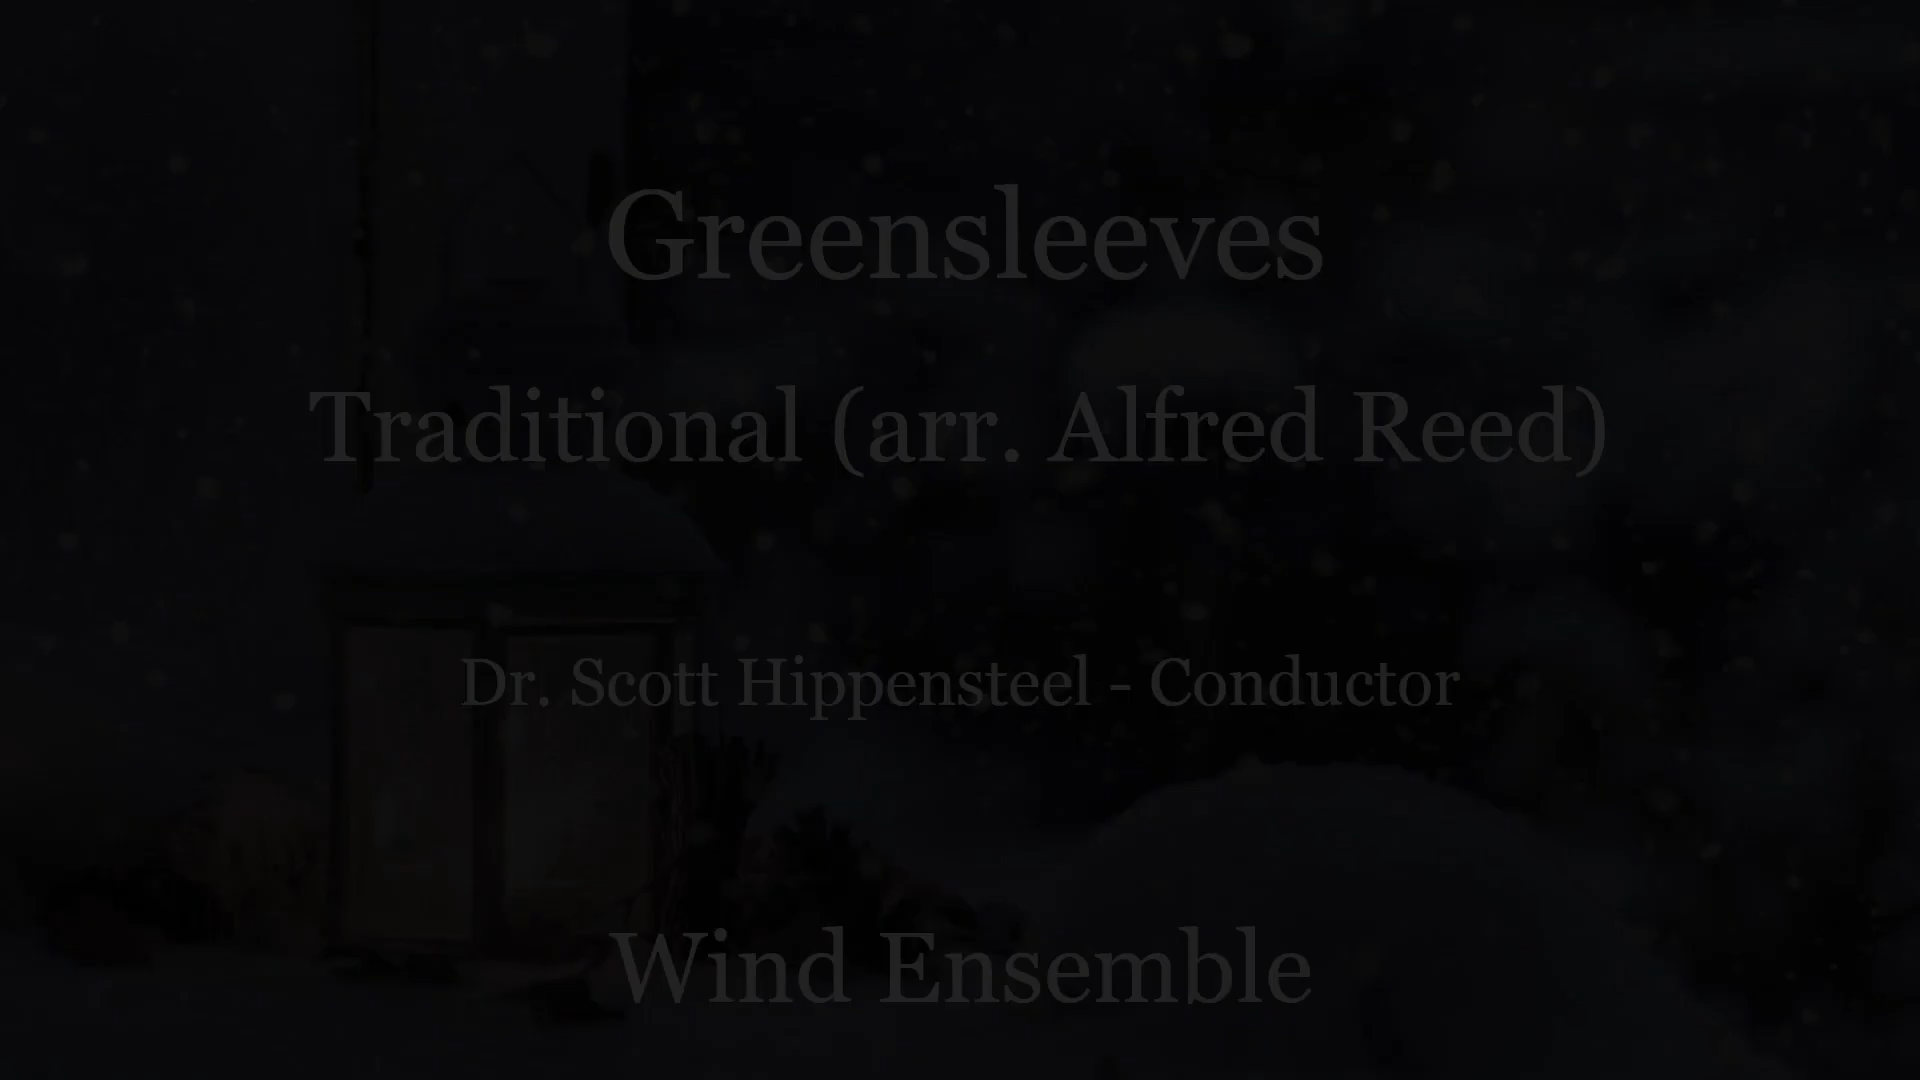 Greensleeves
Traditional (arr. Alfred Reed)
Dr. Scott Hippensteel - Conductor
Wind Ensemble